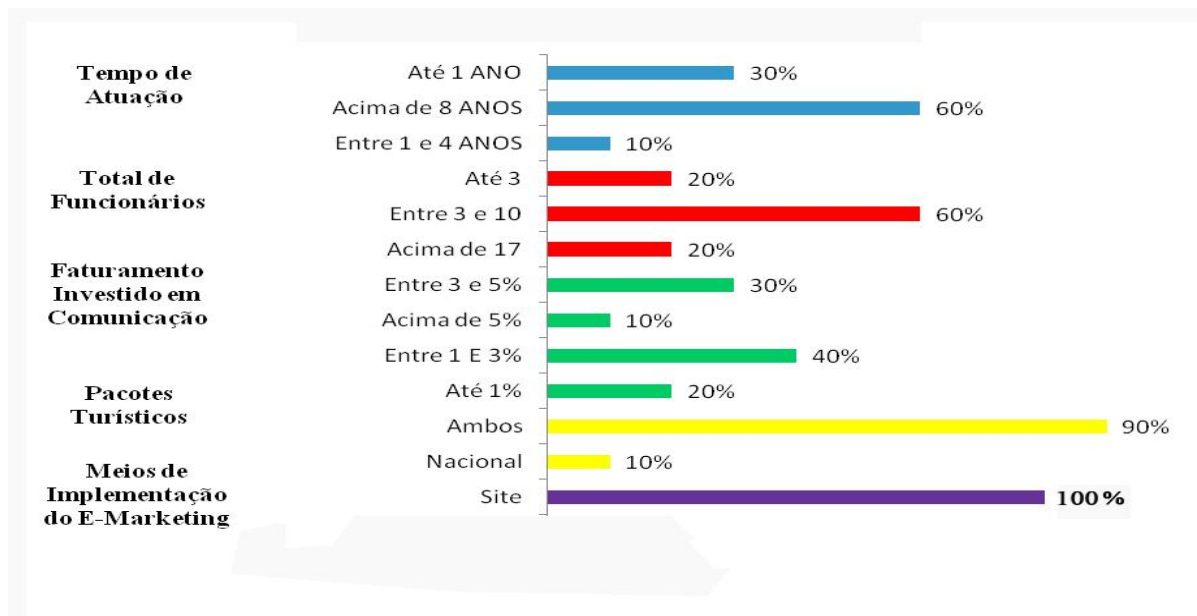 Tempo de
Atuação
Até 1 ANO 30%
Acima de 8 ANOS 60%
Entre 1 e 4 ANOS 10%
Total de
Funcionários
Até 3 20%
Entre 3 e 10 60%
Acima de 17 20%
Faturamento
Investido em
Comunicação
Entre 3 e 5% 30%
Acima de 5% 10%
Entre 1 E 3% 40%
Até 1% 20%
Pacotes
Turísticos
Ambos 90%
Nacional 10%
Meios de
Implementação
do E-Marketing
Site 100%